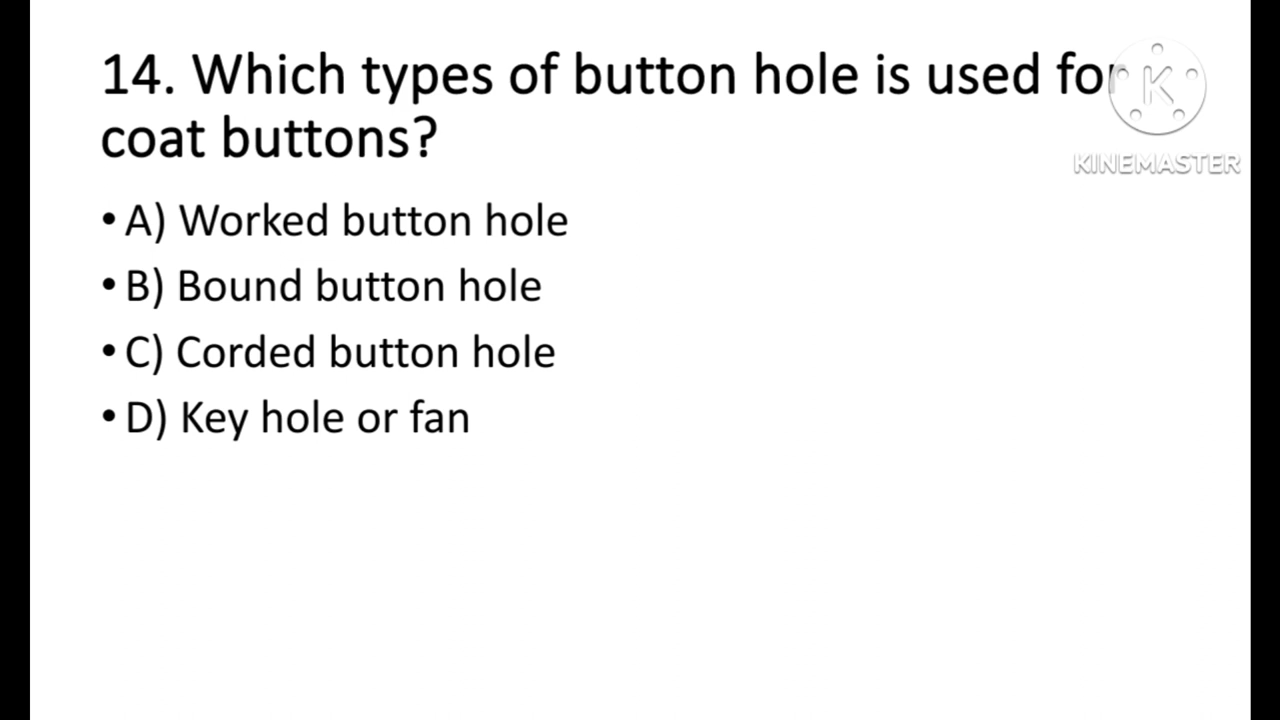 14. Which types of button hole is used for
coat buttons?
• A) Worked button hole
• B) Bound button hole
• C) Corded button hole
• D) Key hole or fan
K
KINEMASTER